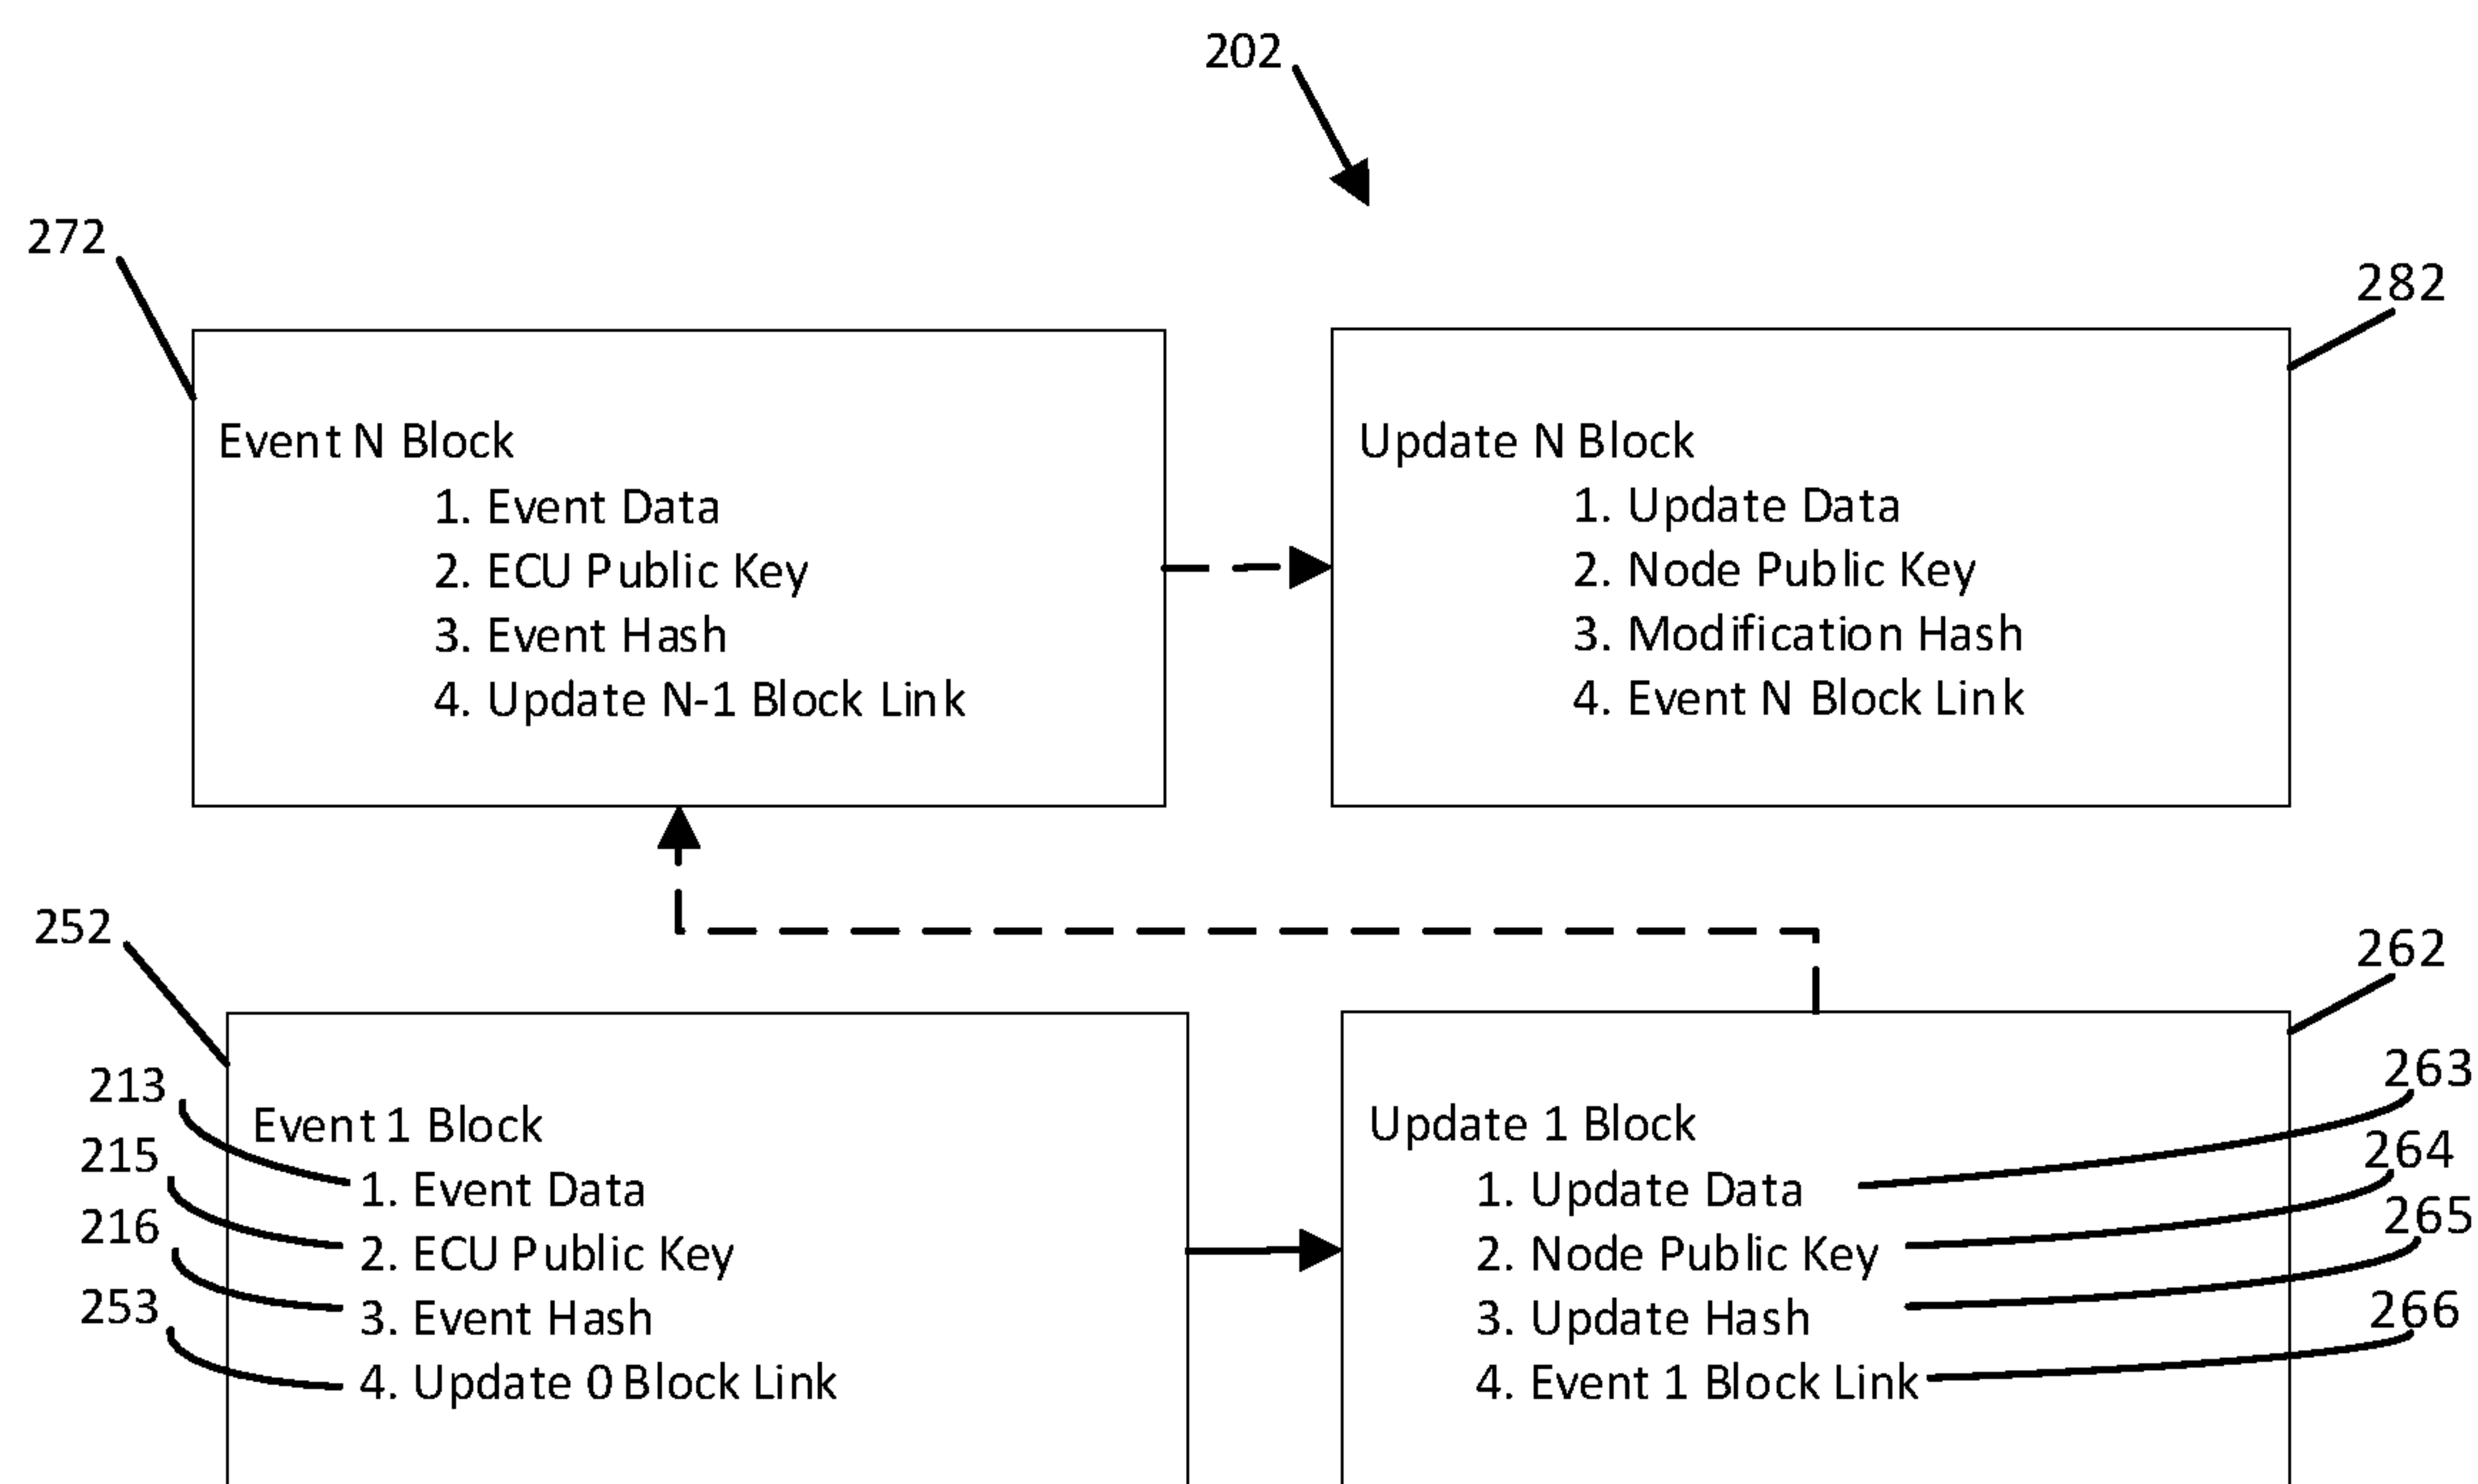 202
272
282
Event N Block
1. Event Data
2. ECU Public Key
3. Event Hash
4. Update N-1 Block Link
Update N Block
1. Update Data
2. Node Public Key
3. Modification Hash
4. Event N Block Link
252
262
213
215
216
253
Event 1 Block
1. Event Data
2. ECU Public Key
3. Event Hash
4. Update 0 Block Link
Update 1 Block
1. Update Data
2. Node Public Key
3. Update Hash
4. Event 1 Block Link
263
264
265
266